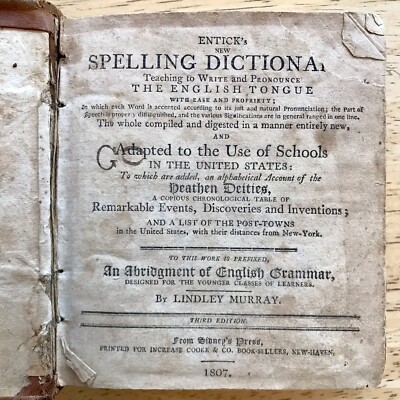 ENTICK'S
NEW
SPELLING DICTIONA
Teaching to WRITE and PRONOUNCE
THE ENGLISH TONGUE
WITH EASE AND PROPRIETY;
In which each Word is accented according to its just and natural Pronunciation; the Part of
Speech is properly distinguished, and the various Significations are in general ranged in one line.
The whole compiled and digested in a manner entirely new,
AND
Adapted to the Use of Schools
IN THE UNITED STATES:
To which are added, an alphabetical Account of the
Heathen Deities,
A COPIOUS CHRONOLOGICAL TABLE OF
Remarkable Events, Discoveries and Inventions;
AND A LIST OF THE POST-TOWNS
in the United States, with their distances from New-York.
TO THIS WORK IS PREFIXED,
An Abridgment of English Grammar,
DESIGNED FOR THE YOUNGER CLASSES OF LEARNERS.
By LINDLEY MURRAY.
THIRD EDITION.
From Sidney's Press,
PRINTED FOR INCREASE COOKE & CO. BOOK-SELLERS, NEW-HAVEN.
1807.